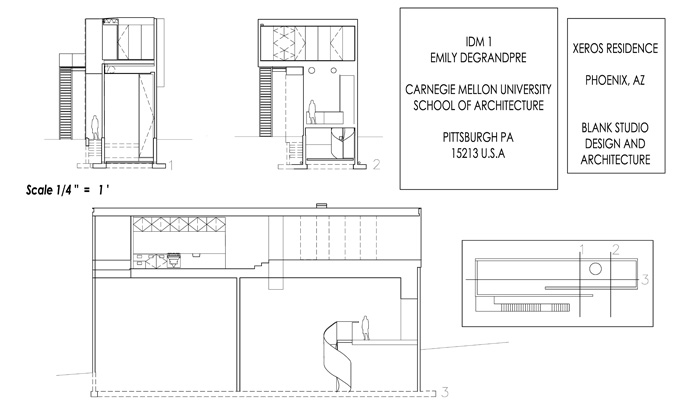 IDM 1
EMILY DEGRANDPRE
CARNEGIE MELLON UNIVERSITY
SCHOOL OF ARCHITECTURE
PITTSBURGH PA
15213 U.S.A
XEROS RESIDENCE
PHOENIX, AZ
BLANK STUDIO
DESIGN AND
ARCHITECTURE
1
2
Scale 1/4" = 1'
1 2
3
3